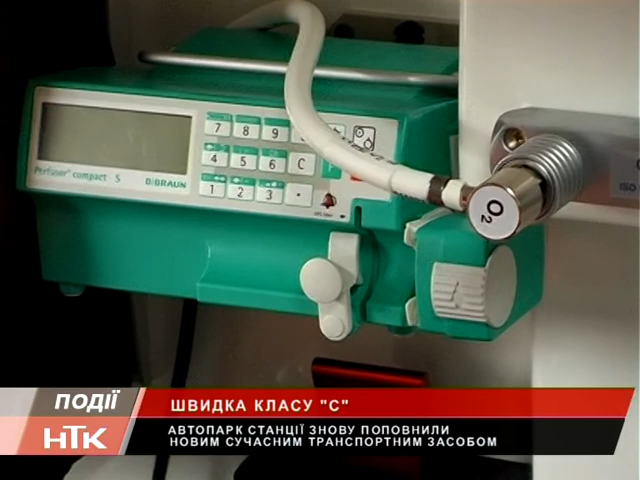 7 8 9
4 5 6 C
1 2 3 .
Perfusor® compact S B|BRAUN
O₂
ISO
ПОДІЇ
НТК
ШВИДКА КЛАСУ "С"
АВТОПАРК СТАНЦІЇ ЗНОВУ ПОПОВНИЛИ
НОВИМ СУЧАСНИМ ТРАНСПОРТНИМ ЗАСОБОМ